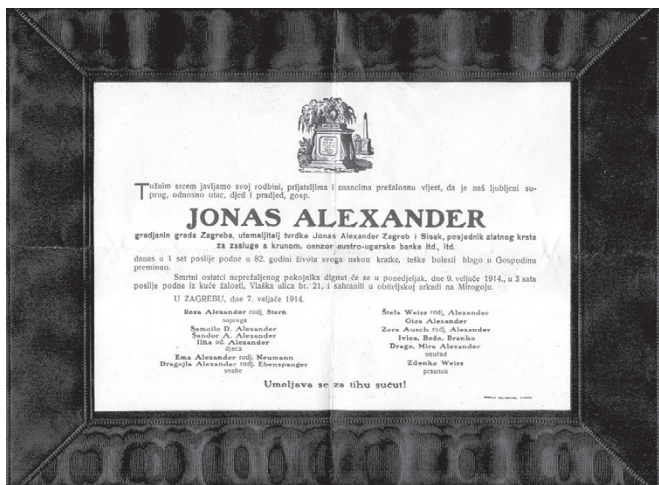 Tužnim srcem javljamo svoj rodbini, prijateljima i znancima prežalosnu vijest, da je naš ljubljeni su-
prug, odnosno otac, djed i pradjed, gosp.
JONAS ALEXANDER
gradjanin grada Zagreba, utemeljitelj tvrdke Jonas Alexander Zagreb i Sisak, posjednik zlatnog krsta
za zasluge s krunom, cenzor austro-ugarske banke itd., itd.
danas u 1 sat poslije podne u 82. godini života svoga nakon kratke, teške bolesti blago u Gospodinu
preminuo.
Smrtni ostatci neprežaljenog pokojnika dignut će se u ponedjeljak, dne 9. veljače 1914., u 3 sata
poslije podne iz kuće žalosti, Vlaška ulica br. 21, i sahraniti u obiteljskoj arkadi na Mirogoju.
U ZAGREBU, dne 7. veljače 1914.
Roza Alexander rodj. Stern
supruga
Šamoilo D. Alexander
Šandor A. Alexander
Ilka ud. Alexander
djeca
Ema Alexander rodj. Neumann
Dragojla Alexander rodj. Ebenspanger
snahe
Štefa Weiss rodj. Alexander
Giza Alexander
Zora Ausch rodj. Alexander
Ivica, Božo, Branko
Drago, Mira Alexander
unučad
Zdenko Weiss
praunuk
Umoljava se za tihu sućut!